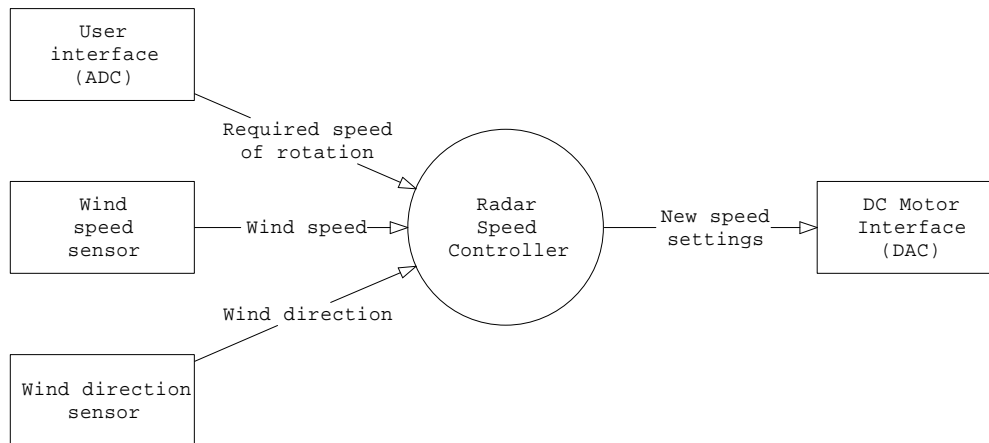 User
interface
(ADC)
Required speed
of rotation
Wind
speed
sensor
Wind speed
Radar
Speed
Controller
New speed
settings
DC Motor
Interface
(DAC)
Wind direction
Wind direction
sensor